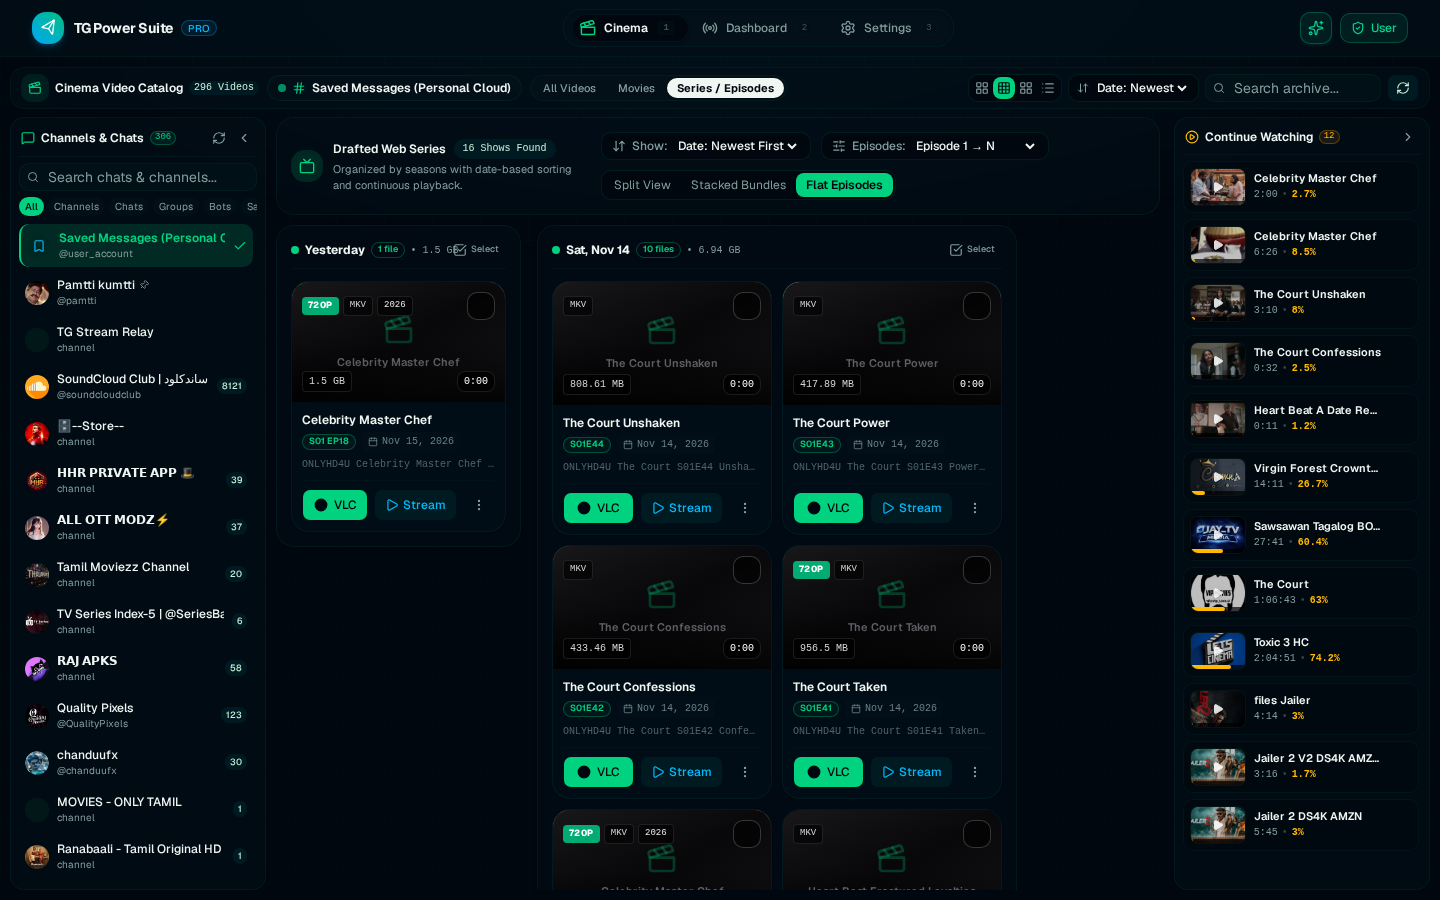 TG Power Suite PRO
Cinema 1
Dashboard 2
Settings 3
User
Cinema Video Catalog 296 Videos
# Saved Messages (Personal Cloud)
All Videos Movies Series / Episodes
Date: Newest
Search archive...
Channels & Chats 306
Search chats & channels...
All Channels Chats Groups Bots Sa
Saved Messages (Personal C
@user_account
Pamtti kumtti
@pamtti
TG Stream Relay
channel
SoundCloud Club | ساندکلود 8121
@soundcloudclub
--Store--
channel
HHR PRIVATE APP 🎩 39
channel
ALL OTT MODZ⚡ 37
channel
Tamil Moviezz Channel 20
channel
TV Series Index-5 | @SeriesBa 6
channel
RAJ APKS 58
channel
Quality Pixels 123
@QualityPixels
chanduufx 30
@chanduufx
MOVIES - ONLY TAMIL 1
channel
Ranabaali - Tamil Original HD 1
channel
Drafted Web Series 16 Shows Found
Organized by seasons with date-based sorting
and continuous playback.
Show: Date: Newest First
Episodes: Episode 1 → N
Split View Stacked Bundles Flat Episodes
Yesterday 1 file • 1.5 GB Select
720P MKV 2026
Celebrity Master Chef
1.5 GB 0:00
Celebrity Master Chef
S01 EP18 Nov 15, 2026
ONLYHD4U Celebrity Master Chef …
VLC Stream
Sat, Nov 14 10 files • 6.94 GB Select
MKV
The Court Unshaken
808.61 MB 0:00
The Court Unshaken
S01E44 Nov 14, 2026
ONLYHD4U The Court S01E44 Unsha…
VLC Stream
MKV
The Court Power
417.89 MB 0:00
The Court Power
S01E43 Nov 14, 2026
ONLYHD4U The Court S01E43 Power…
VLC Stream
MKV
The Court Confessions
433.46 MB 0:00
The Court Confessions
S01E42 Nov 14, 2026
ONLYHD4U The Court S01E42 Confe…
VLC Stream
720P MKV
The Court Taken
956.5 MB 0:00
The Court Taken
S01E41 Nov 14, 2026
ONLYHD4U The Court S01E41 Taken…
VLC Stream
720P MKV 2026
Celebrity Master Chef
MKV
Heart Beat Fractured Loyalties
Continue Watching 12
Celebrity Master Chef
2:00 • 2.7%
Celebrity Master Chef
6:26 • 8.5%
The Court Unshaken
3:10 • 8%
The Court Confessions
0:32 • 2.5%
Heart Beat A Date Re…
0:11 • 1.2%
Virgin Forest Crownt…
14:11 • 26.7%
Sawsawan Tagalog BO…
27:41 • 60.4%
The Court
1:06:43 • 63%
Toxic 3 HC
2:04:51 • 74.2%
files Jailer
4:14 • 3%
Jailer 2 V2 DS4K AMZ…
3:16 • 1.7%
Jailer 2 DS4K AMZN
5:45 • 3%